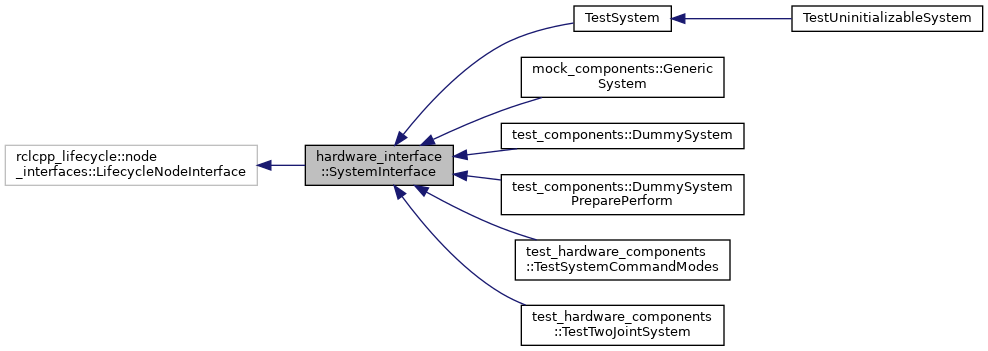 TestSystem
TestUninitializableSystem
mock_components::Generic
System
test_components::DummySystem
rclcpp_lifecycle::node
_interfaces::LifecycleNodeInterface
hardware_interface
::SystemInterface
test_components::DummySystem
PreparePerform
test_hardware_components
::TestSystemCommandModes
test_hardware_components
::TestTwoJointSystem